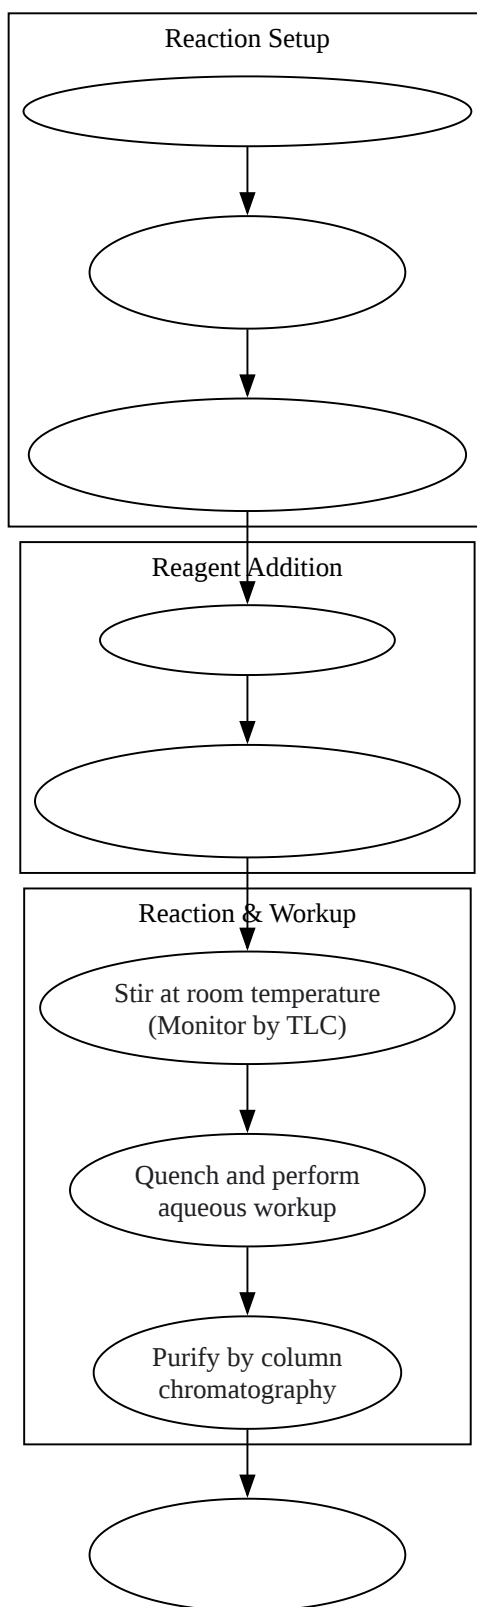 Reaction Setup
Reagent Addition
Reaction & Workup
Stir at room temperature
(Monitor by TLC)
Quench and perform
aqueous workup
Purify by column
chromatography